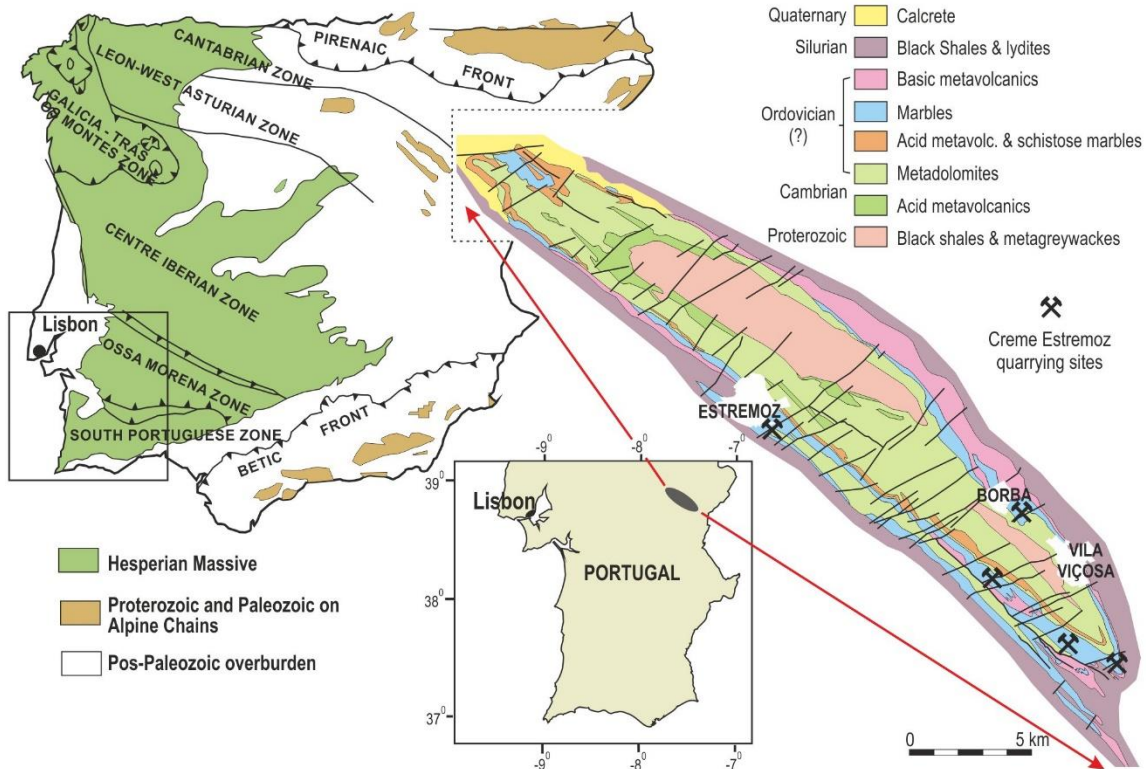 CANTABRIAN ZONE
PIRENAIC
FRONT
LEON-WEST ASTURIAN ZONE
GALICIA - TRÁS
OS MONTES ZONE
CENTRE IBERIAN ZONE
Lisbon
OSSA MORENA ZONE
SOUTH PORTUGUESE ZONE
BETIC
FRONT
Hesperian Massive
Proterozoic and Paleozoic on
Alpine Chains
Pos-Paleozoic overburden
Quaternary
Calcrete
Silurian
Black Shales & lydites
Ordovician
(?)
Basic metavolcanics
Marbles
Acid metavolc. & schistose marbles
Cambrian
Metadolomites
Acid metavolcanics
Proterozoic
Black shales & metagreywackes
Creme Estremoz
quarrying sites
ESTREMOZ
BORBA
VILA
VIÇOSA
0 5 km
-9⁰ -8⁰ -7⁰
39⁰
Lisbon
PORTUGAL
38⁰
37⁰
-9⁰ -8⁰ -7⁰